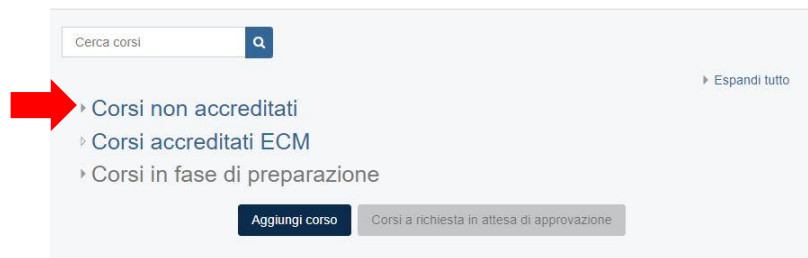 Cerca corsi
Espandi tutto
Corsi non accreditati
Corsi accreditati ECM
Corsi in fase di preparazione
Aggiungi corso Corsi a richiesta in attesa di approvazione